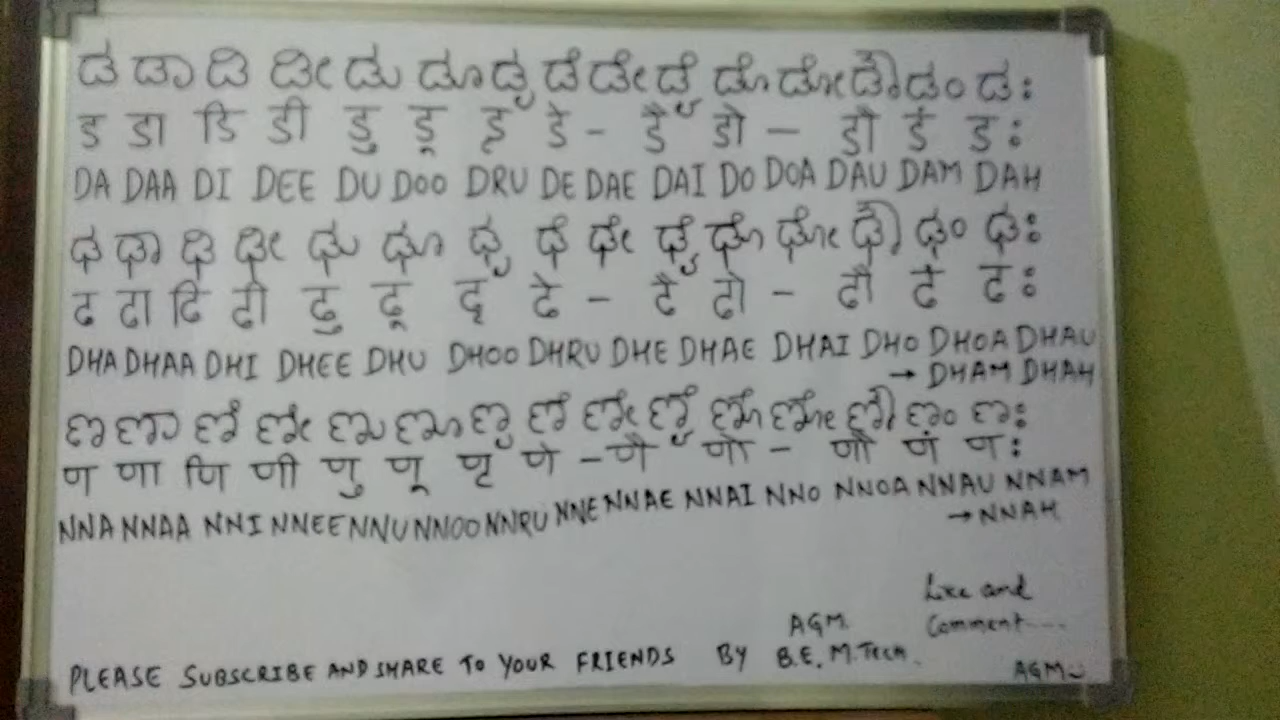 ಡ ಡಾ ಡಿ ಡೀ ಡು ಡೂ ಡೃ ಡೆ ಡೇ ಡೈ ಡೊ ಡೋ ಡೌ ಡಂ ಡಃ
ड डा डि डी डु डू डृ डे - डै डो - डौ डं डः
DA DAA DI DEE DU DOO DRU DE DAE DAI DO DOA DAU DAM DAH
ಢ ಢಾ ಢಿ ಢೀ ಢು ಢೂ ಢೃ ಢೆ ಢೇ ಢೈ ಢೊ ಢೋ ಢೌ ಢಂ ಢಃ
ढ ढा ढि ढी ढु ढू ढृ ढे - ढै ढो - ढौ ढं ढः
DHA DHAA DHI DHEE DHU DHOO DHRU DHE DHAE DHAI DHO DHOA DHAU
→ DHAM DHAH
ಣ ಣಾ ಣಿ ಣೀ ಣು ಣೂ ಣೃ ಣೆ ಣೇ ಣೈ ಣೊ ಣೋ ಣೌ ಣಂ ಣಃ
ण णा णि णी णु णू णृ णे - णै णो - णौ णं णः
NNA NNAA NNI NNEE NNU NNOO NNRU NNE NNAE NNAI NNO NNOA NNAU NNAM
→ NNAH
Like and
Comment....
AGM.
PLEASE SUBSCRIBE AND SHARE TO YOUR FRIENDS BY B.E, M.TECH.
AGM